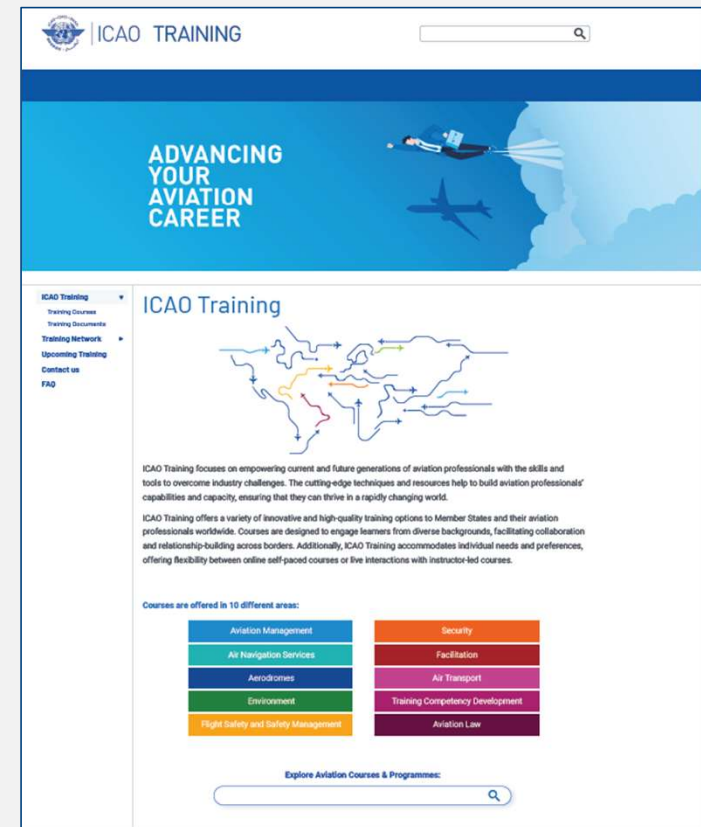 ICAO TRAINING
ADVANCING
YOUR
AVIATION
CAREER
ICAO Training
Training Courses
Training Documents
Training Network
Upcoming Training
Contact us
FAQ
ICAO Training
ICAO Training focuses on empowering current and future generations of aviation professionals with the skills and
tools to overcome industry challenges. The cutting-edge techniques and resources help to build aviation professionals'
capabilities and capacity, ensuring that they can thrive in a rapidly changing world.
ICAO Training offers a variety of innovative and high-quality training options to Member States and their aviation
professionals worldwide. Courses are designed to engage learners from diverse backgrounds, facilitating collaboration
and relationship-building across borders. Additionally, ICAO Training accommodates individual needs and preferences,
offering flexibility between online self-paced courses or live interactions with instructor-led courses.
Courses are offered in 10 different areas:
Aviation Management
Security
Air Navigation Services
Facilitation
Aerodromes
Air Transport
Environment
Training Competency Development
Flight Safety and Safety Management
Aviation Law
Explore Aviation Courses & Programmes: